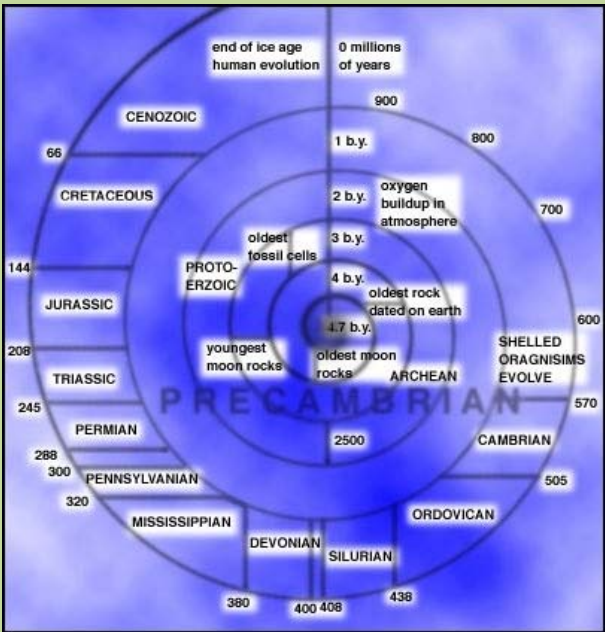 end of ice age
human evolution
0 millions
of years
900
CENOZOIC
1 b.y.
800
66
CRETACEOUS
2 b.y.
oxygen
buildup in
atmosphere
700
oldest
fossil cells
3 b.y.
144
PROTO-
ERZOIC
4 b.y.
oldest rock
dated on earth
JURASSIC
4.7 b.y.
600
208
youngest
moon rocks
oldest moon
rocks
SHELLED
ORAGNISIMS
EVOLVE
TRIASSIC
ARCHEAN
PRECAMBRIAN
570
245
PERMIAN
2500
CAMBRIAN
288
300
PENNSYLVANIAN
505
320
MISSISSIPPIAN
ORDOVICAN
DEVONIAN
SILURIAN
380
400
408
438